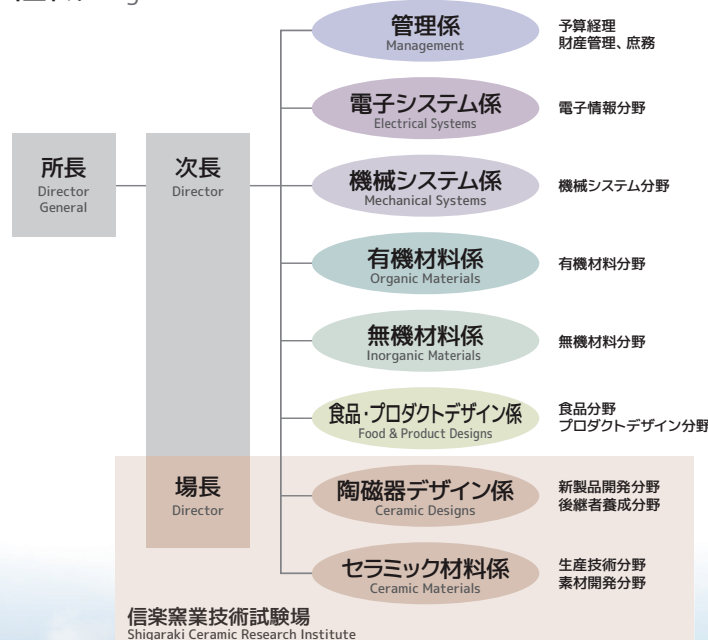 所長
Director
General
次長
Director
管理係
Management
予算経理
財産管理、庶務
電子システム係
Electrical Systems
電子情報分野
機械システム係
Mechanical Systems
機械システム分野
有機材料係
Organic Materials
有機材料分野
無機材料係
Inorganic Materials
無機材料分野
食品・プロダクトデザイン係
Food & Product Designs
食品分野
プロダクトデザイン分野
場長
Director
陶磁器デザイン係
Ceramic Designs
新製品開発分野
後継者養成分野
セラミック材料係
Ceramic Materials
生産技術分野
素材開発分野
信楽窯業技術試験場
Shigaraki Ceramic Research Institute